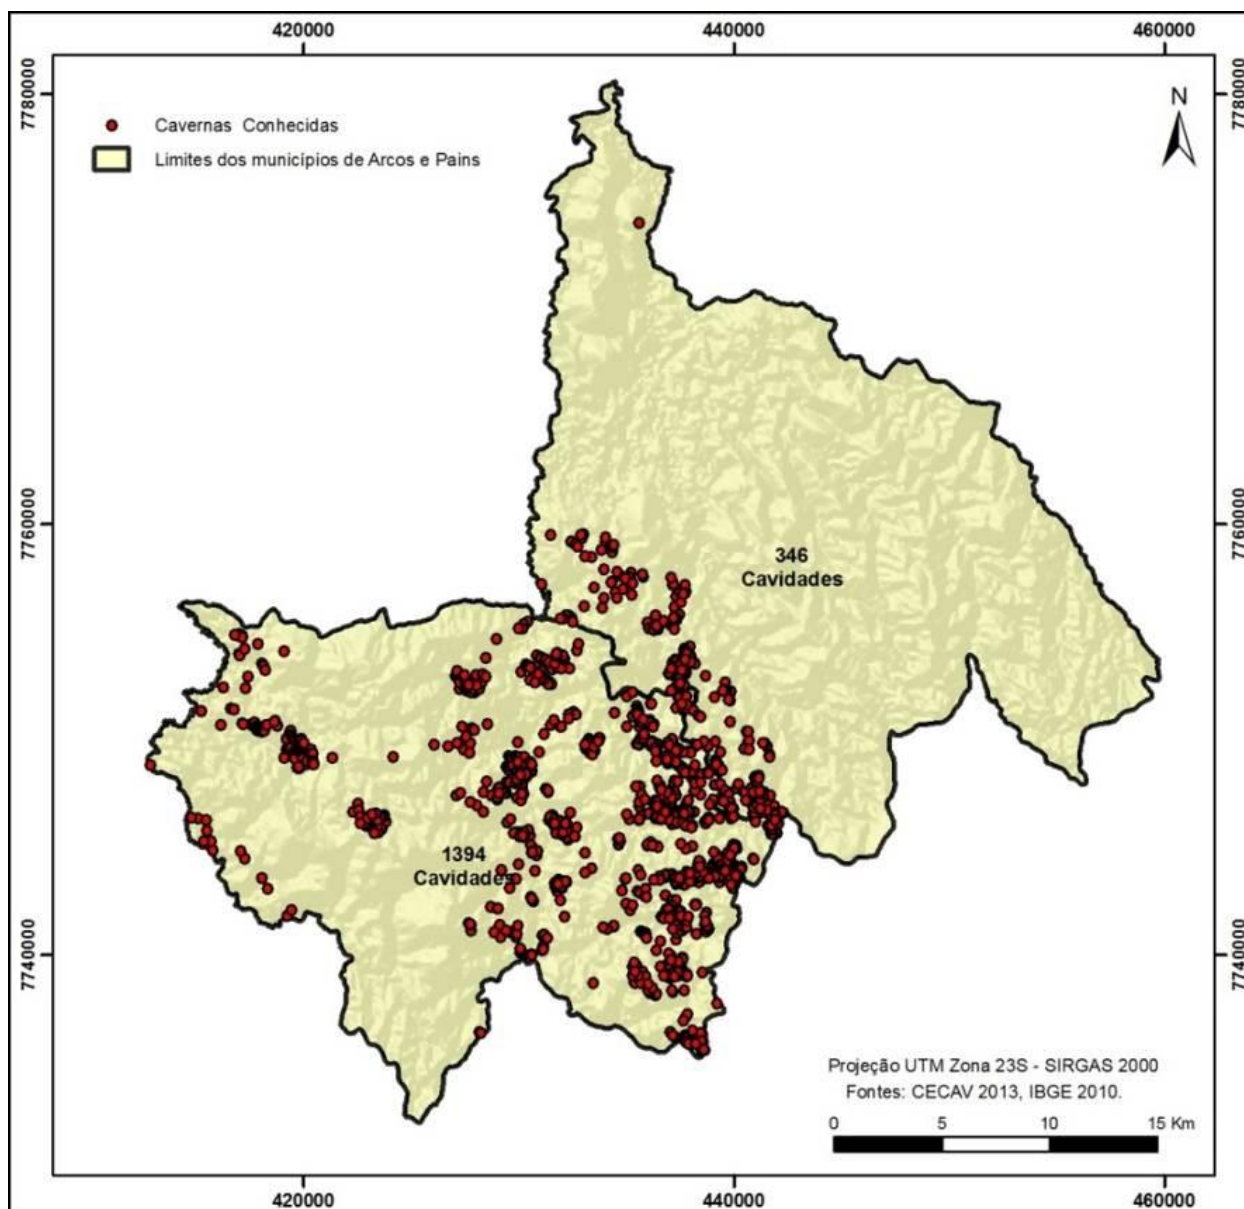 420000
440000
460000
7780000
7780000
N
Cavernas Conhecidas
Limites dos municípios de Arcos e Pains
7760000
7760000
346
Cavidades
1394
Cavidades
7740000
7740000
Projeção UTM Zona 23S - SIRGAS 2000
Fontes: CECAV 2013, IBGE 2010.
0 5 10 15 Km
420000
440000
460000